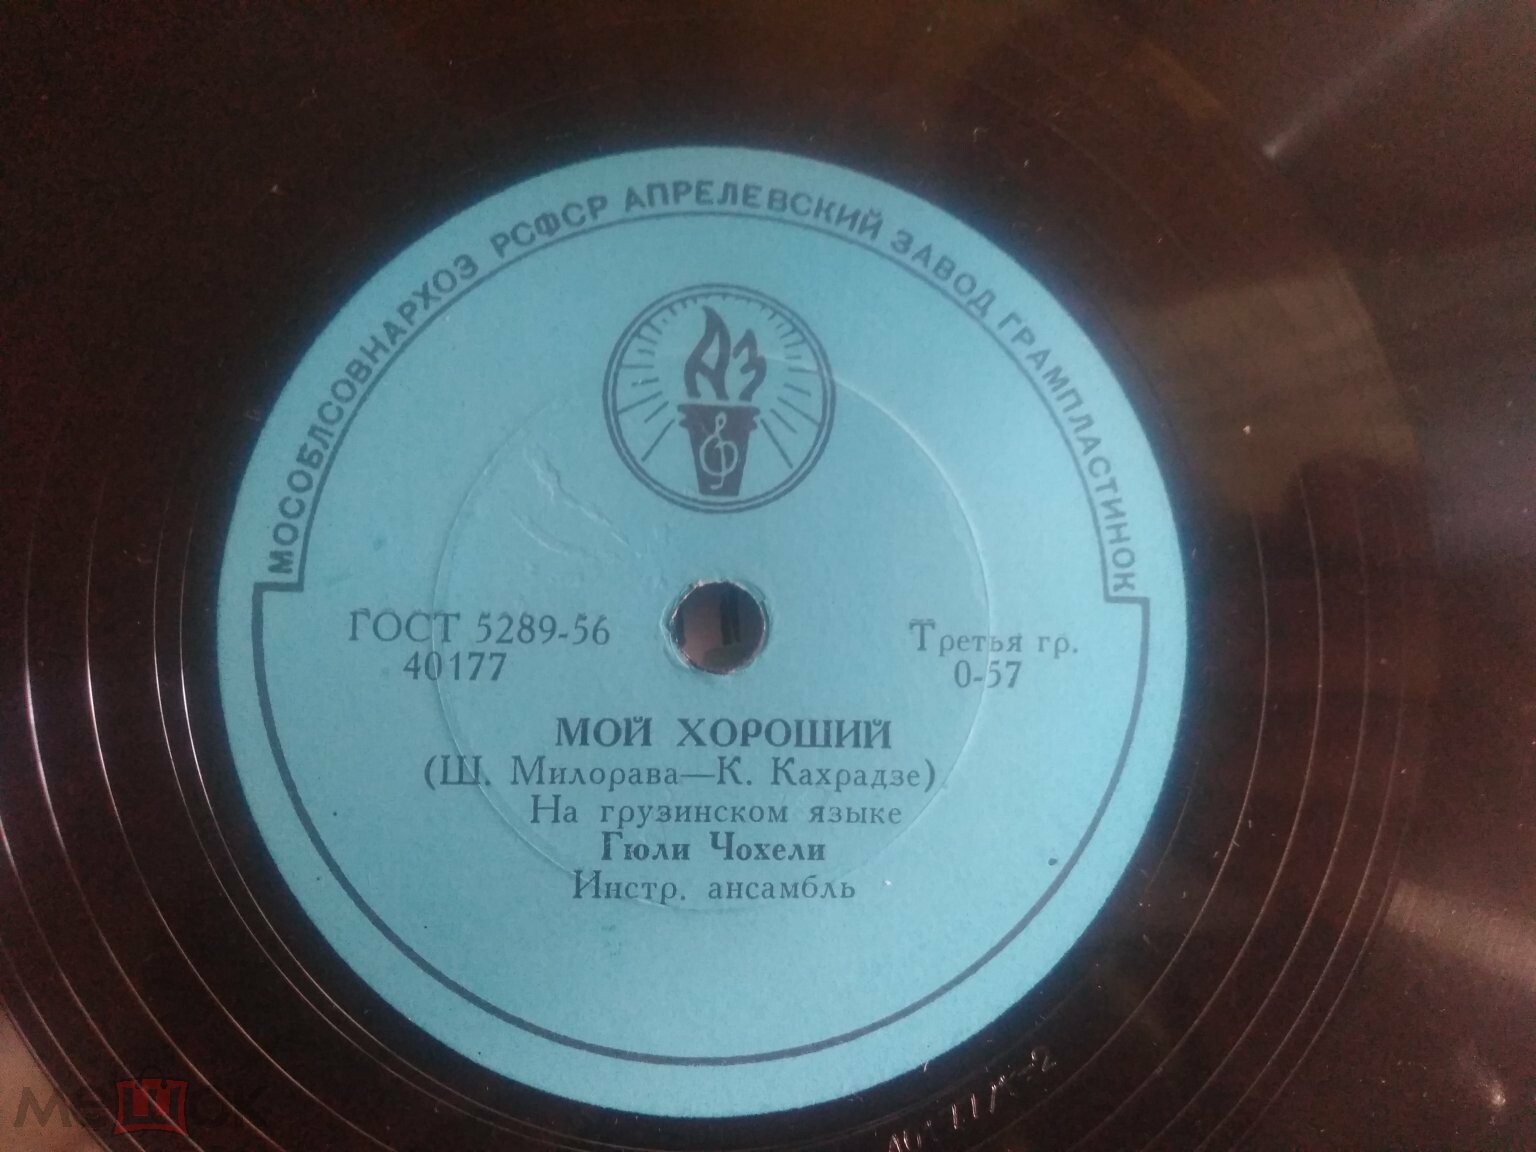 МОСОБЛСОВНАРХОЗ РСФСР АПРЕЛЕВСКИЙ ЗАВОД ГРАМПЛАСТИНОК
АЗ
ГОСТ 5289-56
40177
Третья гр.
0-57
МОЙ ХОРОШИЙ
(Ш. Милорава—К. Кахрадзе)
На грузинском языке
Гюли Чохели
Инстр. ансамбль
мешок